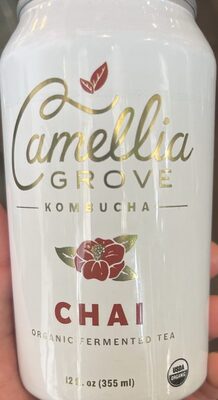 Camellia
GROVE
KOMBUCHA
CHAI
ORGANIC FERMENTED TEA
12 fl. oz (355 ml)
USDA
ORGANIC